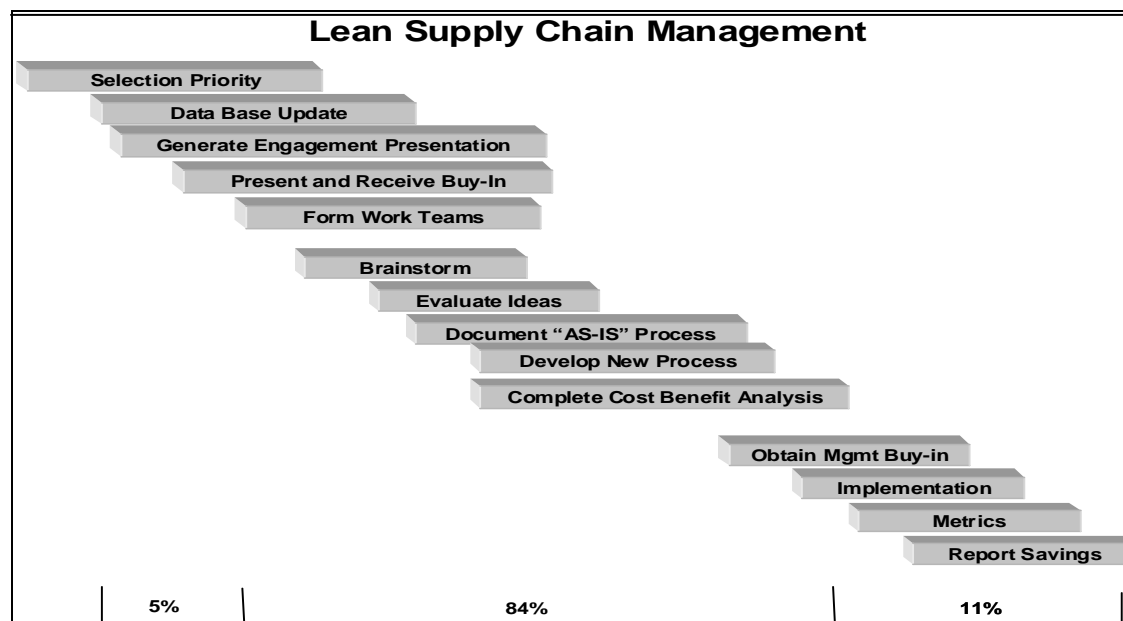 Lean Supply Chain Management
Selection Priority
Data Base Update
Generate Engagement Presentation
Present and Receive Buy-In
Form Work Teams
Brainstorm
Evaluate Ideas
Document “AS-IS” Process
Develop New Process
Complete Cost Benefit Analysis
Obtain Mgmt Buy-in
Implementation
Metrics
Report Savings
5% 84% 11%